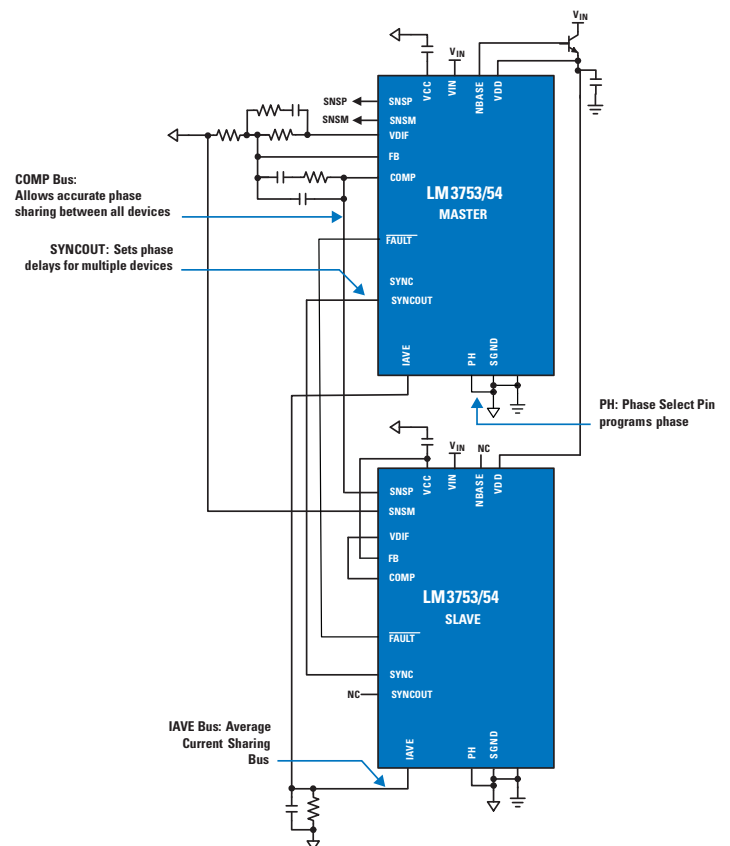 VIN
VIN
VCC
VIN
NBASE
VDD
SNSP
SNSP
SNSM
SNSM
VDIF
FB
COMP
LM3753/54
MASTER
COMP Bus:
Allows accurate phase
sharing between all devices
FAULT
SYNCOUT: Sets phase
delays for multiple devices
SYNC
SYNCOUT
IAVE
PH
SGND
PH: Phase Select Pin
programs phase
VIN
NC
VCC
VIN
NBASE
VDD
SNSP
SNSM
VDIF
FB
COMP
LM3753/54
SLAVE
FAULT
SYNC
NC
SYNCOUT
IAVE Bus: Average
Current Sharing
Bus
IAVE
PH
SGND